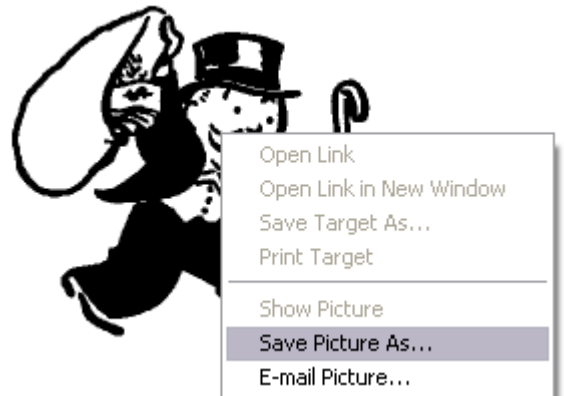 Open Link
Open Link in New Window
Save Target As...
Print Target
Show Picture
Save Picture As...
E-mail Picture...